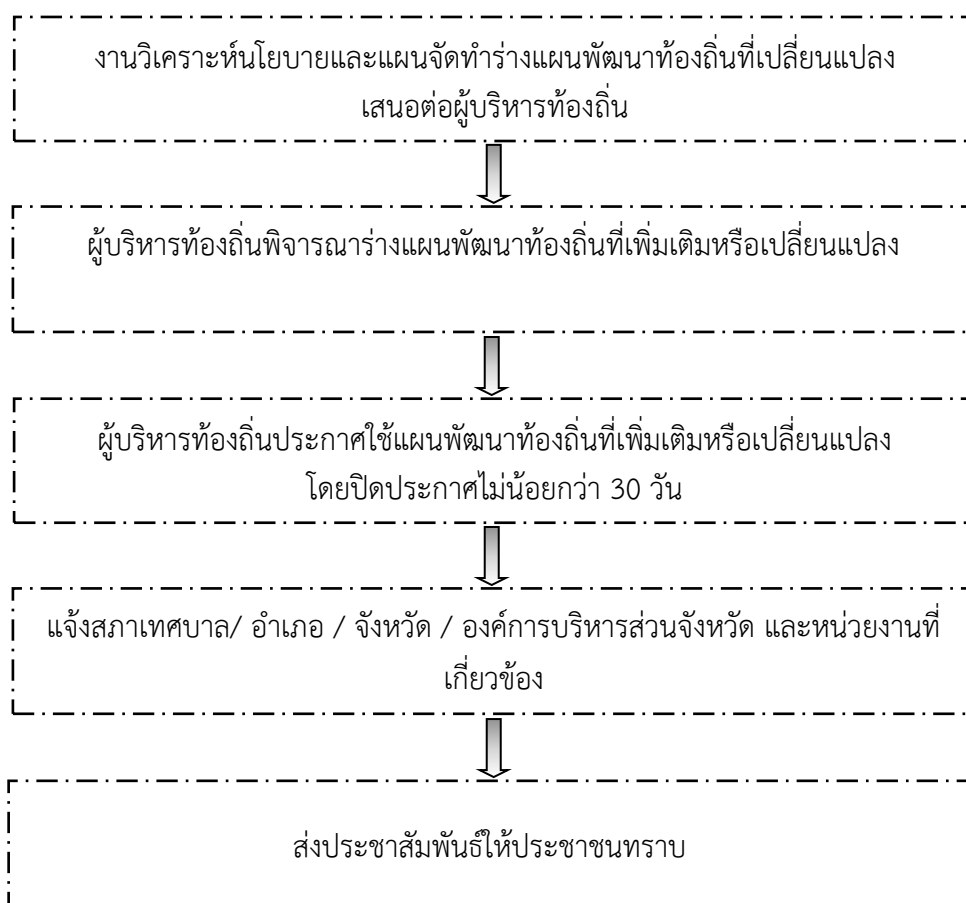 งานวิเคราะห์นโยบายและแผนจัดทำร่างแผนพัฒนาท้องถิ่นที่เปลี่ยนแปลง
เสนอต่อผู้บริหารท้องถิ่น
ผู้บริหารท้องถิ่นพิจารณาร่างแผนพัฒนาท้องถิ่นที่เพิ่มเติมหรือเปลี่ยนแปลง
ผู้บริหารท้องถิ่นประกาศใช้แผนพัฒนาท้องถิ่นที่เพิ่มเติมหรือเปลี่ยนแปลง
โดยปิดประกาศไม่น้อยกว่า 30 วัน
แจ้งสภาเทศบาล/ อำเภอ / จังหวัด / องค์การบริหารส่วนจังหวัด และหน่วยงานที่
เกี่ยวข้อง
ส่งประชาสัมพันธ์ให้ประชาชนทราบ